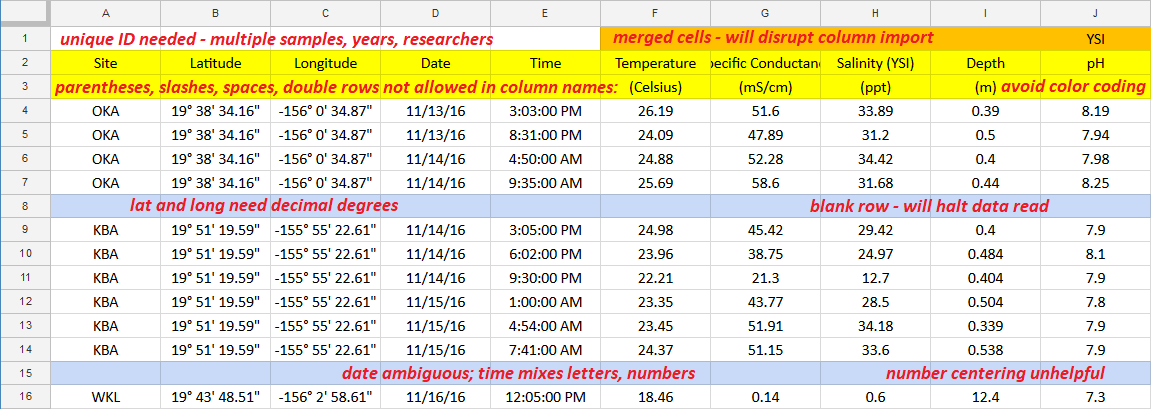 A B C D E F G H I J
1 unique ID needed - multiple samples, years, researchers merged cells - will disrupt column import YSI
2 Site Latitude Longitude Date Time Temperature pecific Conductan Salinity (YSI) Depth pH
3 parentheses, slashes, spaces, double rows not allowed in column names: (Celsius) (mS/cm) (ppt) (m) avoid color coding
4 OKA 19° 38' 34.16" -156° 0' 34.87" 11/13/16 3:03:00 PM 26.19 51.6 33.89 0.39 8.19
5 OKA 19° 38' 34.16" -156° 0' 34.87" 11/13/16 8:31:00 PM 24.09 47.89 31.2 0.5 7.94
6 OKA 19° 38' 34.16" -156° 0' 34.87" 11/14/16 4:50:00 AM 24.88 52.28 34.42 0.4 7.98
7 OKA 19° 38' 34.16" -156° 0' 34.87" 11/14/16 9:35:00 AM 25.69 58.6 31.68 0.44 8.25
8 lat and long need decimal degrees blank row - will halt data read
9 KBA 19° 51' 19.59" -155° 55' 22.61" 11/14/16 3:05:00 PM 24.98 45.42 29.42 0.4 7.9
10 KBA 19° 51' 19.59" -155° 55' 22.61" 11/14/16 6:02:00 PM 23.96 38.75 24.97 0.484 8.1
11 KBA 19° 51' 19.59" -155° 55' 22.61" 11/14/16 9:30:00 PM 22.21 21.3 12.7 0.404 7.9
12 KBA 19° 51' 19.59" -155° 55' 22.61" 11/15/16 1:00:00 AM 23.35 43.77 28.5 0.504 7.8
13 KBA 19° 51' 19.59" -155° 55' 22.61" 11/15/16 4:54:00 AM 23.45 51.91 34.18 0.339 7.9
14 KBA 19° 51' 19.59" -155° 55' 22.61" 11/15/16 7:41:00 AM 24.37 51.15 33.6 0.538 7.9
15 date ambiguous; time mixes letters, numbers number centering unhelpful
16 WKL 19° 43' 48.51" -156° 2' 58.61" 11/16/16 12:05:00 PM 18.46 0.14 0.6 12.4 7.3